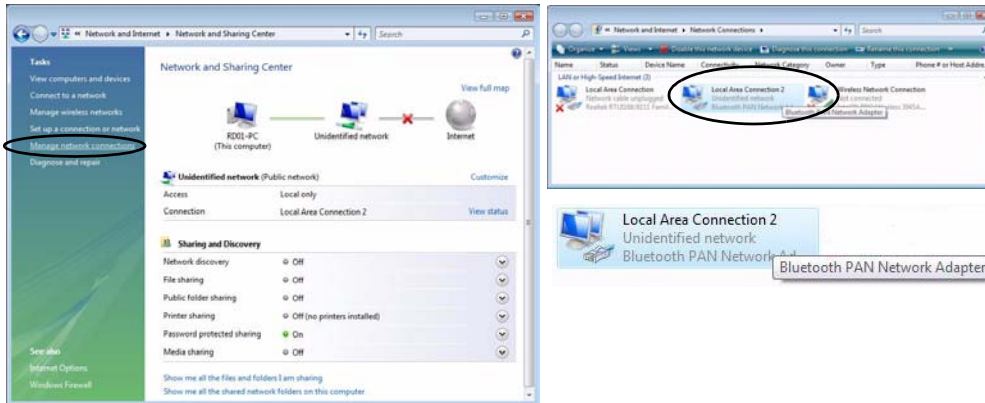 Network and Internet ▸ Network and Sharing Center
Search
Tasks
View computers and devices
Connect to a network
Manage wireless networks
Set up a connection or network
Manage network connections
Diagnose and repair
See also
Internet Options
Windows Firewall
Network and Sharing Center
View full map
RD01-PC
(This computer)
Unidentified network
Internet
Unidentified network (Public network)
Customize
Access
Local only
Connection
Local Area Connection 2
View status
Sharing and Discovery
Network discovery
Off
File sharing
Off
Public folder sharing
Off
Printer sharing
Off (no printers installed)
Password protected sharing
On
Media sharing
Off
Show me all the files and folders I am sharing
Show me all the shared network folders on this computer
Network and Internet ▸ Network Connections ▸
Search
Organize
Views
Disable this network device
Diagnose this connection
Rename this connection
Name
Status
Device Name
Connectivity
Network Category
Owner
Type
Phone # or Host Addre
LAN or High-Speed Internet (3)
Local Area Connection
Network cable unplugged
Local Area Connection 2
Unidentified network
Bluetooth PAN Network
Bluetooth PAN Network Adapter
Wireless Network Connection
Not connected
Local Area Connection 2
Unidentified network
Bluetooth PAN Network Ad
Bluetooth PAN Network Adapter